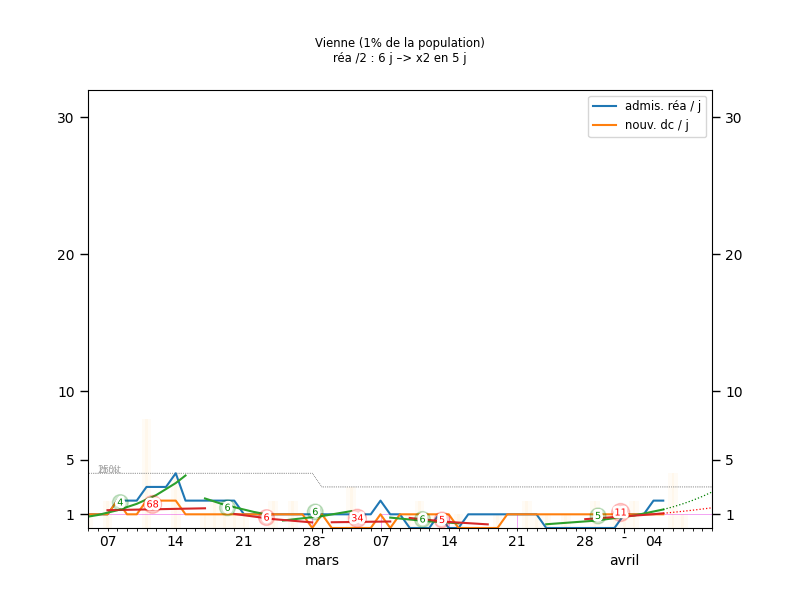 Vienne (1% de la population)
réa /2 : 6 j –> x2 en 5 j
admis. réa / j
nouv. dc / j
30 30
20 20
10 10
5 5
1 1
4 68 6 6 6 34 6 5 5 11
07 14 21 28 07 14 21 28 04
mars avril